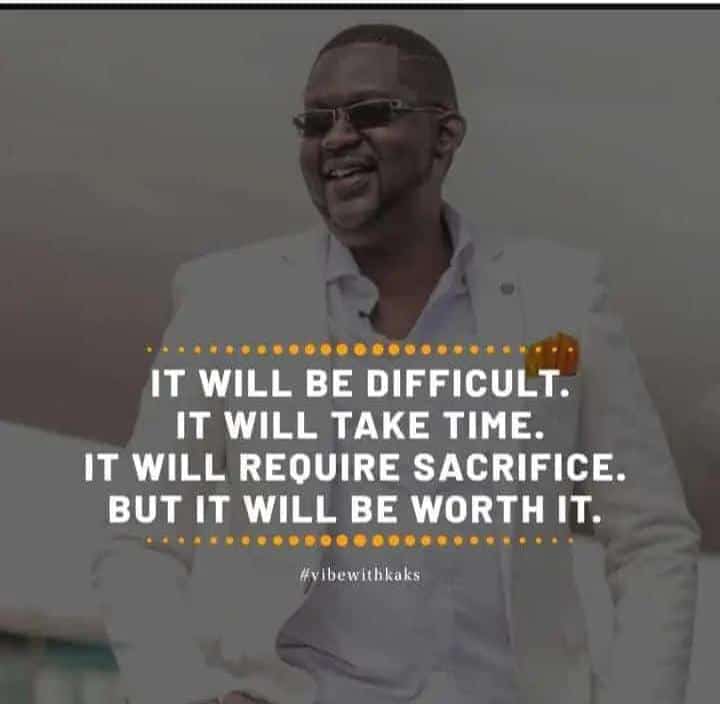 IT WILL BE DIFFICULT.
IT WILL TAKE TIME.
IT WILL REQUIRE SACRIFICE.
BUT IT WILL BE WORTH IT.
#vibewithkaks